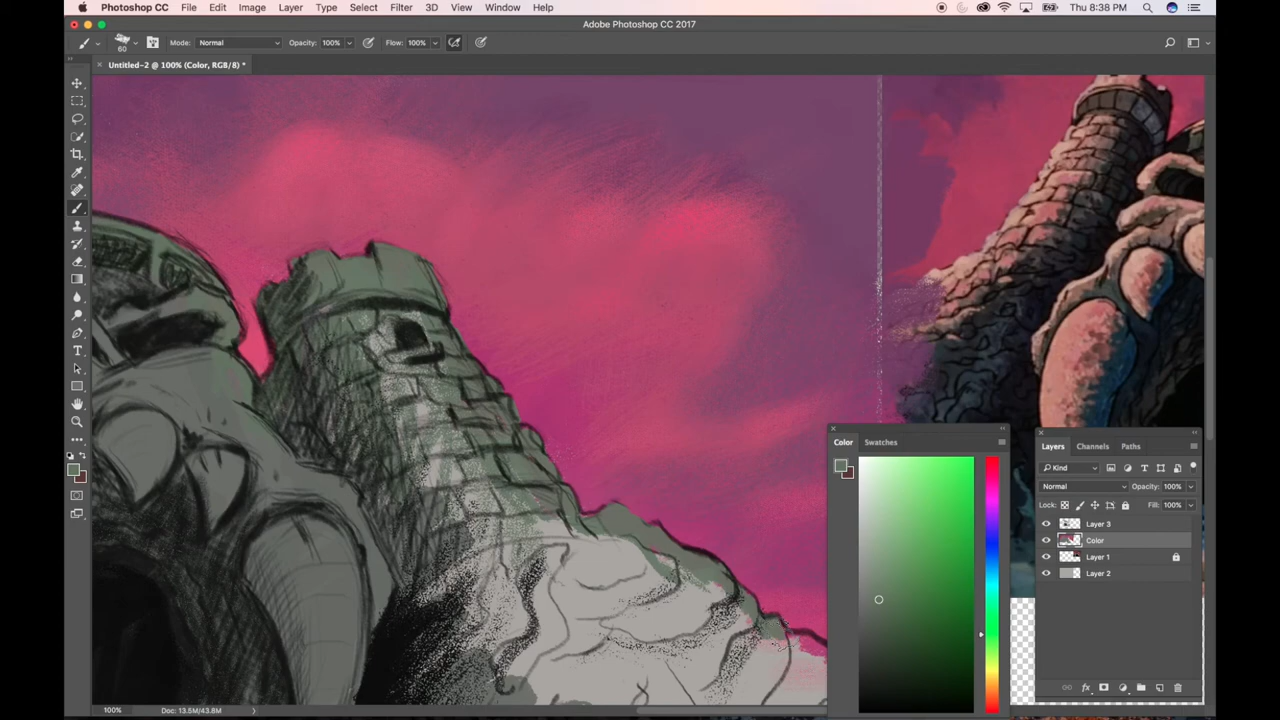 Photoshop CC File Edit Image Layer Type Select Filter 3D View Window Help Thu 8:38 PM
Adobe Photoshop CC 2017
60 Mode: Normal Opacity: 100% Flow: 100%
Untitled-2 @ 100% (Color, RGB/8) *
Color Swatches
Layers Channels Paths
Kind
Normal Opacity: 100%
Lock: Fill: 100%
Layer 3
Color
Layer 1
Layer 2
fx
100% Doc: 13.5M/43.8M